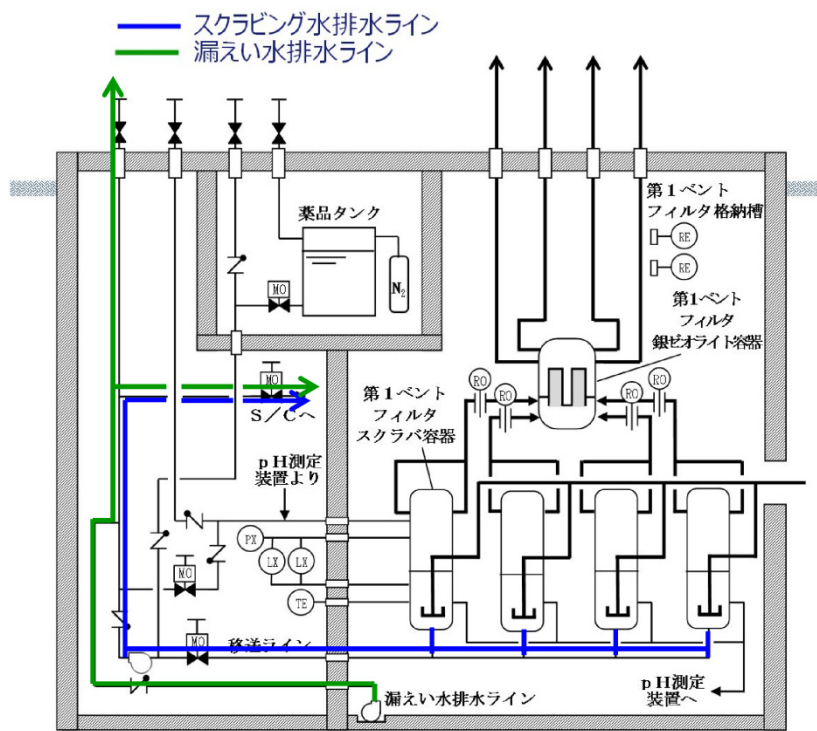 スクラビング水排水ライン
漏えい水排水ライン
薬品タンク
MO
N2
第1ベント
フィルタ格納槽
RE
RE
第1ベント
フィルタ
銀ゼオライト容器
MO
S/Cへ
第1ベント
フィルタ
スクラバ容器
RO
RO
RO
RO
pH測定
装置より
PX
LX
LX
MO
TE
MO
移送ライン
漏えい水排水ライン
pH測定
装置へ